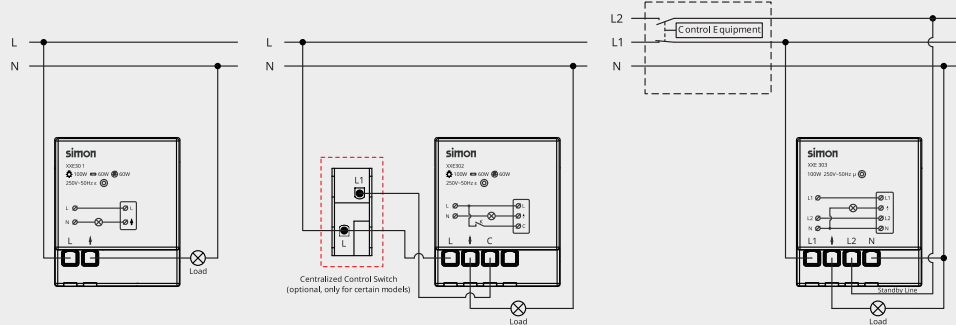 L
N
simon
XXE301
100W 60W 60W
250V~50Hz
L L
N
L
Load
L
N
L1
L
Centralized Control Switch
(optional, only for certain models)
simon
XXE302
100W 60W 60W
250V~50Hz
L L
N
C
L C
Load
L2
L1
N
Control Equipment
simon
XXE 303
100W 250V~50Hz μ
L1 L1
L2 L2
N N
L1 L2 N
Standby Line
Load